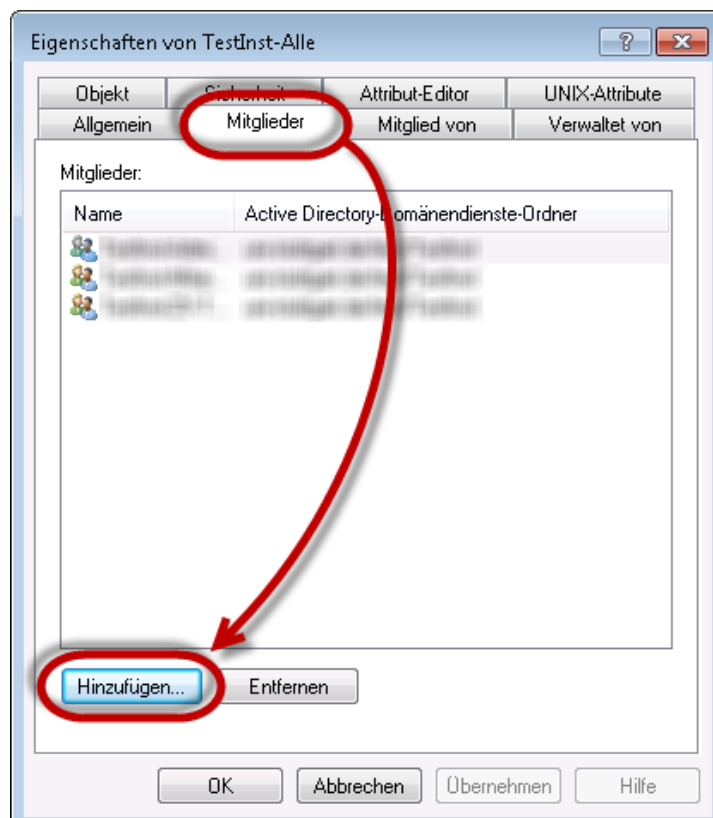 Eigenschaften von TestInst-Alle
Objekt Sicherheit Attribut-Editor UNIX-Attribute
Allgemein Mitglieder Mitglied von Verwaltet von
Mitglieder:
Name Active Directory-Domänendienste-Ordner
Hinzufügen... Entfernen
OK Abbrechen Übernehmen Hilfe